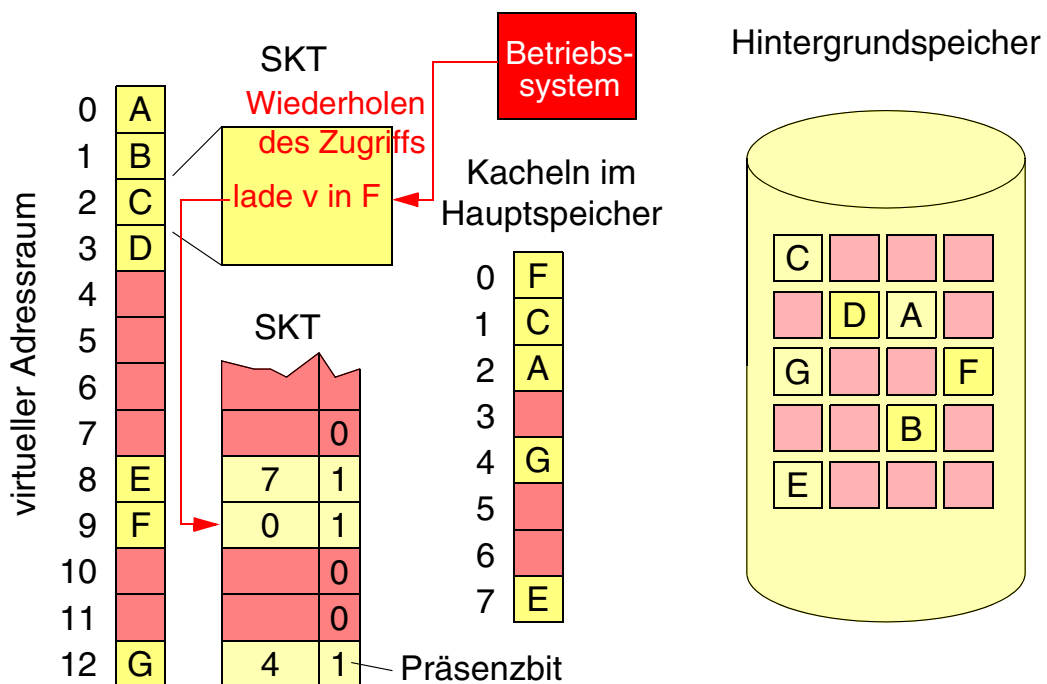 Betriebs-
system
Hintergrundspeicher
SKT
Wiederholen
des Zugriffs
lade v in F
virtueller Adressraum
0 A
1 B
2 C
3 D
4
5
6
7
8 E
9 F
10
11
12 G
SKT
0
7 1
0 1
0
0
4 1
Präsenzbit
Kacheln im
Hauptspeicher
0 F
1 C
2 A
3
4 G
5
6
7 E
C
D A
G F
B
E